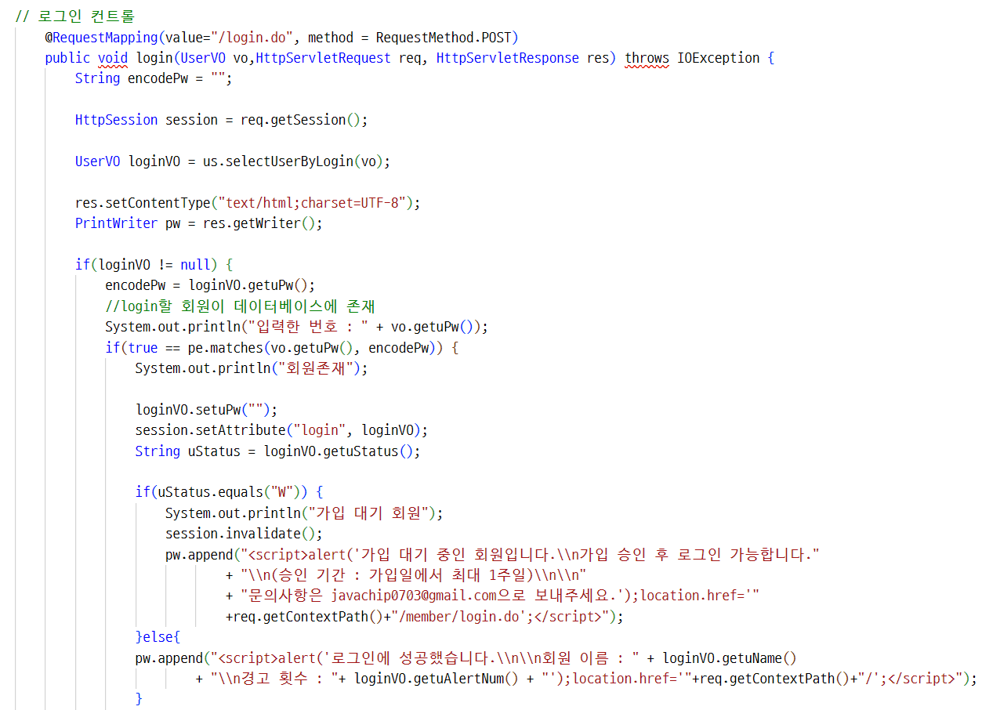 // 로그인 컨트롤
@RequestMapping(value="/login.do", method = RequestMethod.POST)
public void login(UserVO vo,HttpServletRequest req, HttpServletResponse res) throws IOException {
String encodePw = "";
HttpSession session = req.getSession();
UserVO loginVO = us.selectUserByLogin(vo);
res.setContentType("text/html;charset=UTF-8");
PrintWriter pw = res.getWriter();
if(loginVO != null) {
encodePw = loginVO.getuPw();
//login할 회원이 데이터베이스에 존재
System.out.println("입력한 번호 : " + vo.getuPw());
if(true == pe.matches(vo.getuPw(), encodePw)) {
System.out.println("회원존재");
loginVO.setuPw("");
session.setAttribute("login", loginVO);
String uStatus = loginVO.getuStatus();
if(uStatus.equals("W")) {
System.out.println("가입 대기 회원");
session.invalidate();
pw.append("<script>alert('가입 대기 중인 회원입니다.\\n가입 승인 후 로그인 가능합니다."
+ "\\n(승인 기간 : 가입일에서 최대 1주일)\\n\\n"
+ "문의사항은 javachip0703@gmail.com으로 보내주세요.');location.href='"
+req.getContextPath()+"/member/login.do';</script>");
}else{
pw.append("<script>alert('로그인에 성공했습니다.\\n\\n회원 이름 : " + loginVO.getuName()
+ "\\n경고 횟수 : "+ loginVO.getuAlertNum() + "');location.href='"+req.getContextPath()+"/';</script>");
}